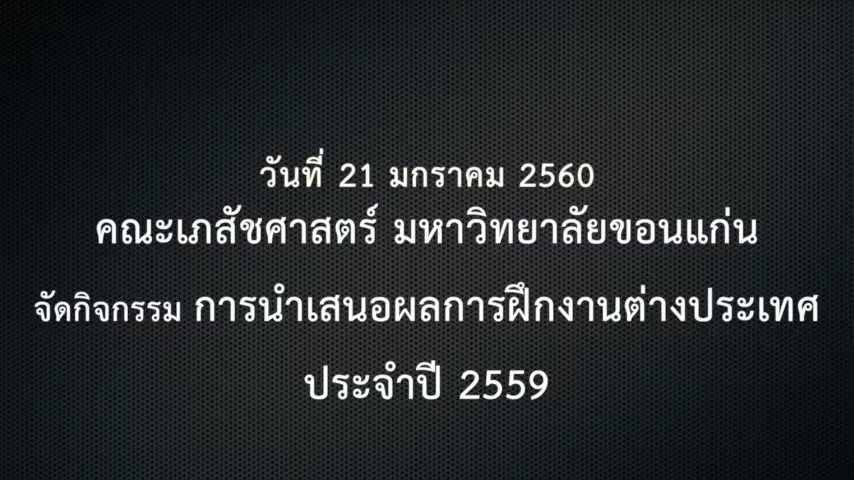 วันที่ 21 มกราคม 2560
คณะเภสัชศาสตร์ มหาวิทยาลัยขอนแก่น
จัดกิจกรรม การนำเสนอผลการฝึกงานต่างประเทศ
ประจำปี 2559